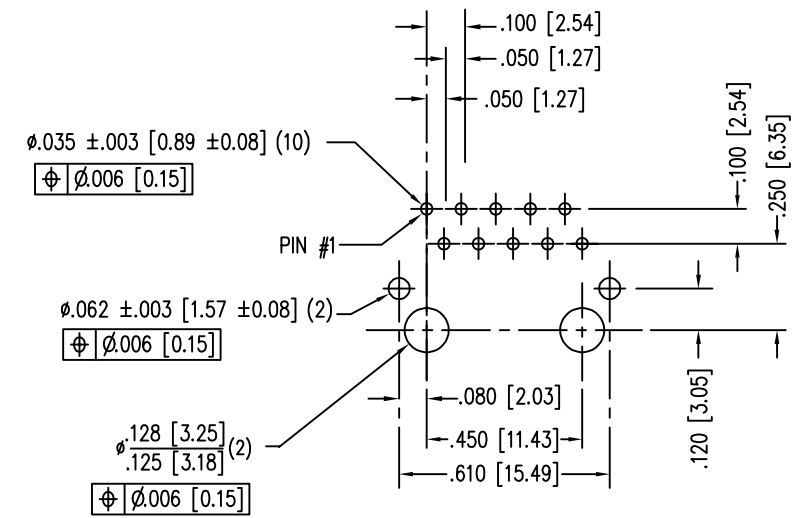 .100 [2.54]
.050 [1.27]
.050 [1.27]
ø.035 ±.003 [0.89 ±0.08] (10)
⌖ Ø.006 [0.15]
.100 [2.54]
.250 [6.35]
PIN #1
ø.062 ±.003 [1.57 ±0.08] (2)
⌖ Ø.006 [0.15]
.080 [2.03]
.120 [3.05]
ø.128 [3.25]
.125 [3.18] (2)
.450 [11.43]
.610 [15.49]
⌖ Ø.006 [0.15]